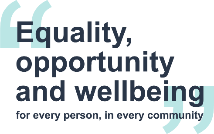 Equality,
opportunity
and wellbeing
for every person, in every community